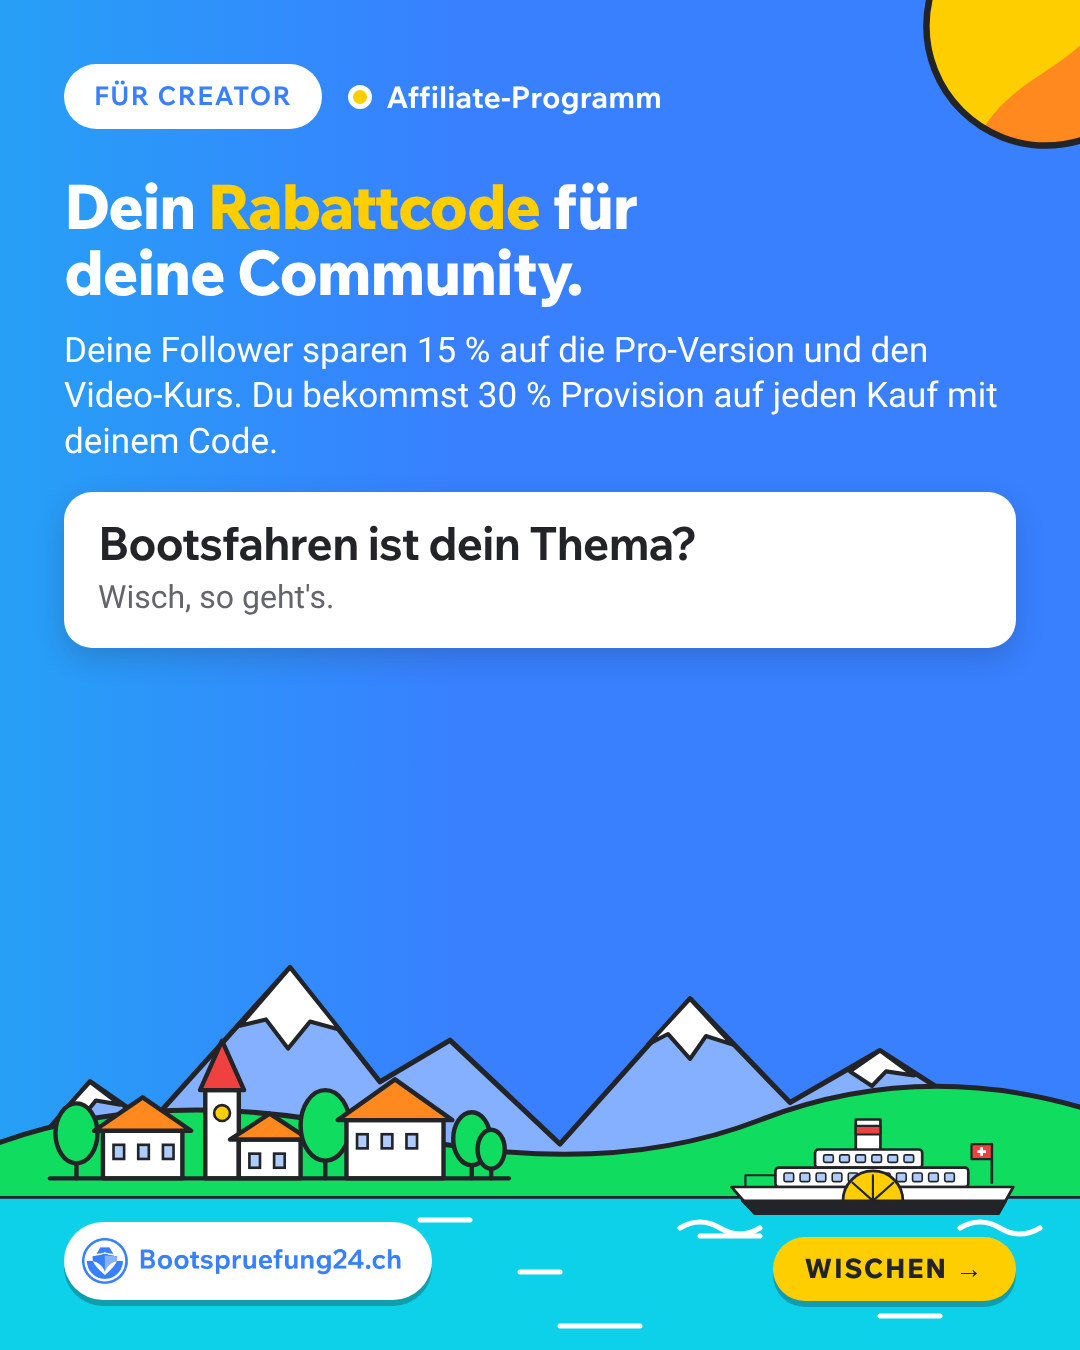 FÜR CREATOR
Affiliate-Programm
Dein Rabattcode für
deine Community.
Deine Follower sparen 15 % auf die Pro-Version und den
Video-Kurs. Du bekommst 30 % Provision auf jeden Kauf mit
deinem Code.
Bootsfahren ist dein Thema?
Wisch, so geht's.
Bootspruefung24.ch
WISCHEN →